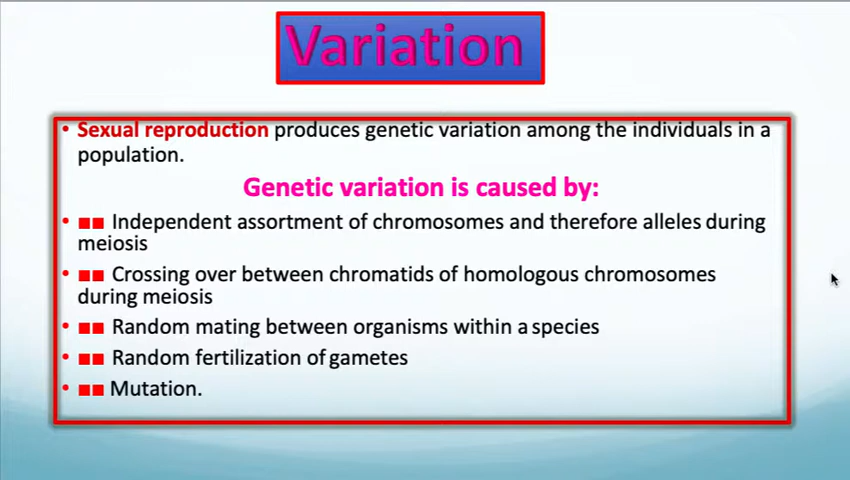 Variation
• Sexual reproduction produces genetic variation among the individuals in a
population.
Genetic variation is caused by:
• ■■ Independent assortment of chromosomes and therefore alleles during
meiosis
• ■■ Crossing over between chromatids of homologous chromosomes
during meiosis
• ■■ Random mating between organisms within a species
• ■■ Random fertilization of gametes
• ■■ Mutation.